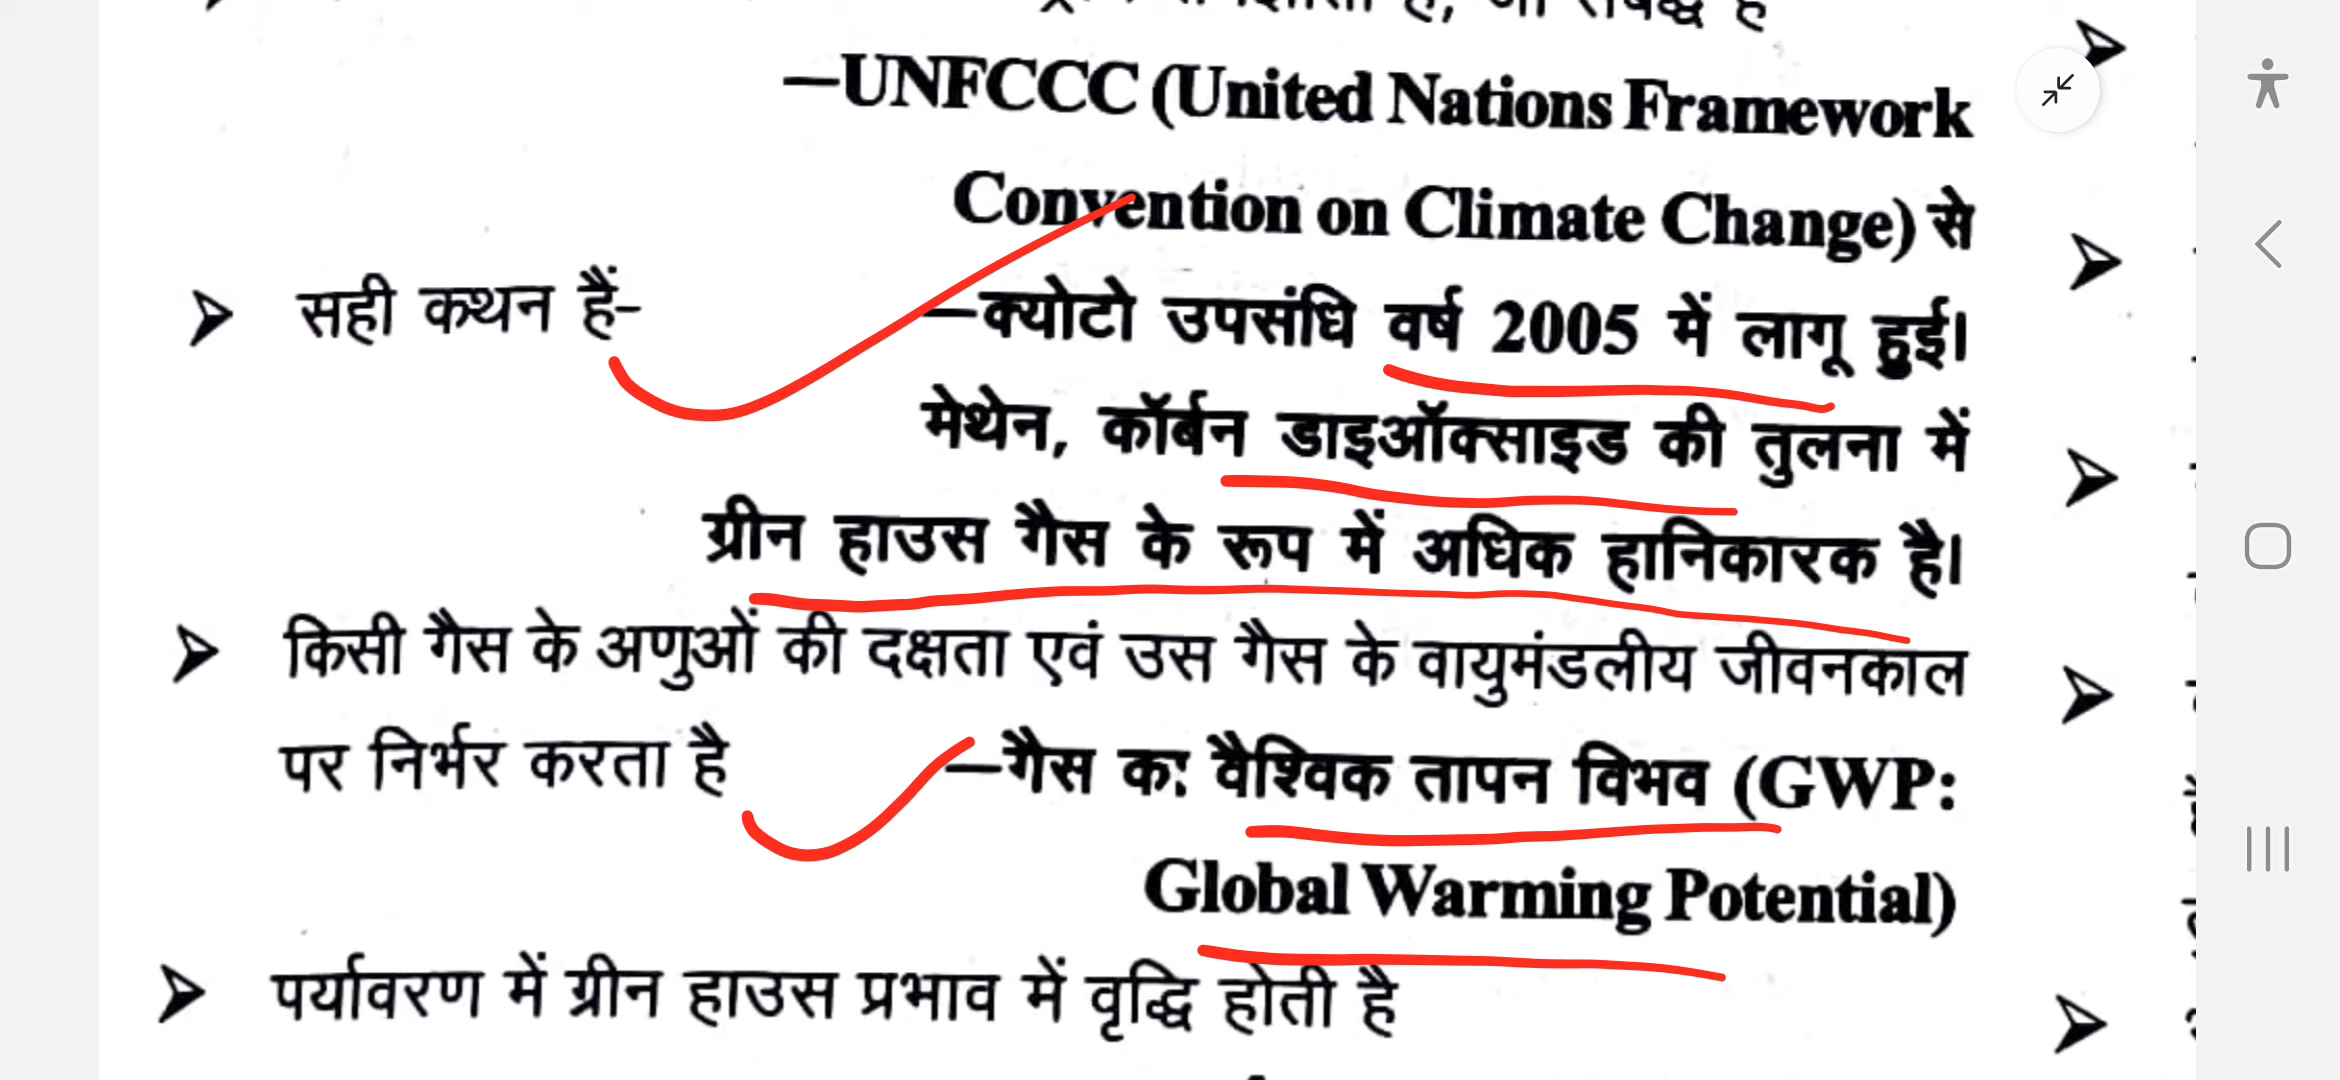 —UNFCCC (United Nations Framework
Convention on Climate Change) से
सही कथन हैं- —क्योटो उपसंधि वर्ष 2005 में लागू हुई।
मेथेन, कॉर्बन डाइऑक्साइड की तुलना में
ग्रीन हाउस गैस के रूप में अधिक हानिकारक है।
किसी गैस के अणुओं की दक्षता एवं उस गैस के वायुमंडलीय जीवनकाल
पर निर्भर करता है —गैस का वैश्विक तापन विभव (GWP:
Global Warming Potential)
पर्यावरण में ग्रीन हाउस प्रभाव में वृद्धि होती है